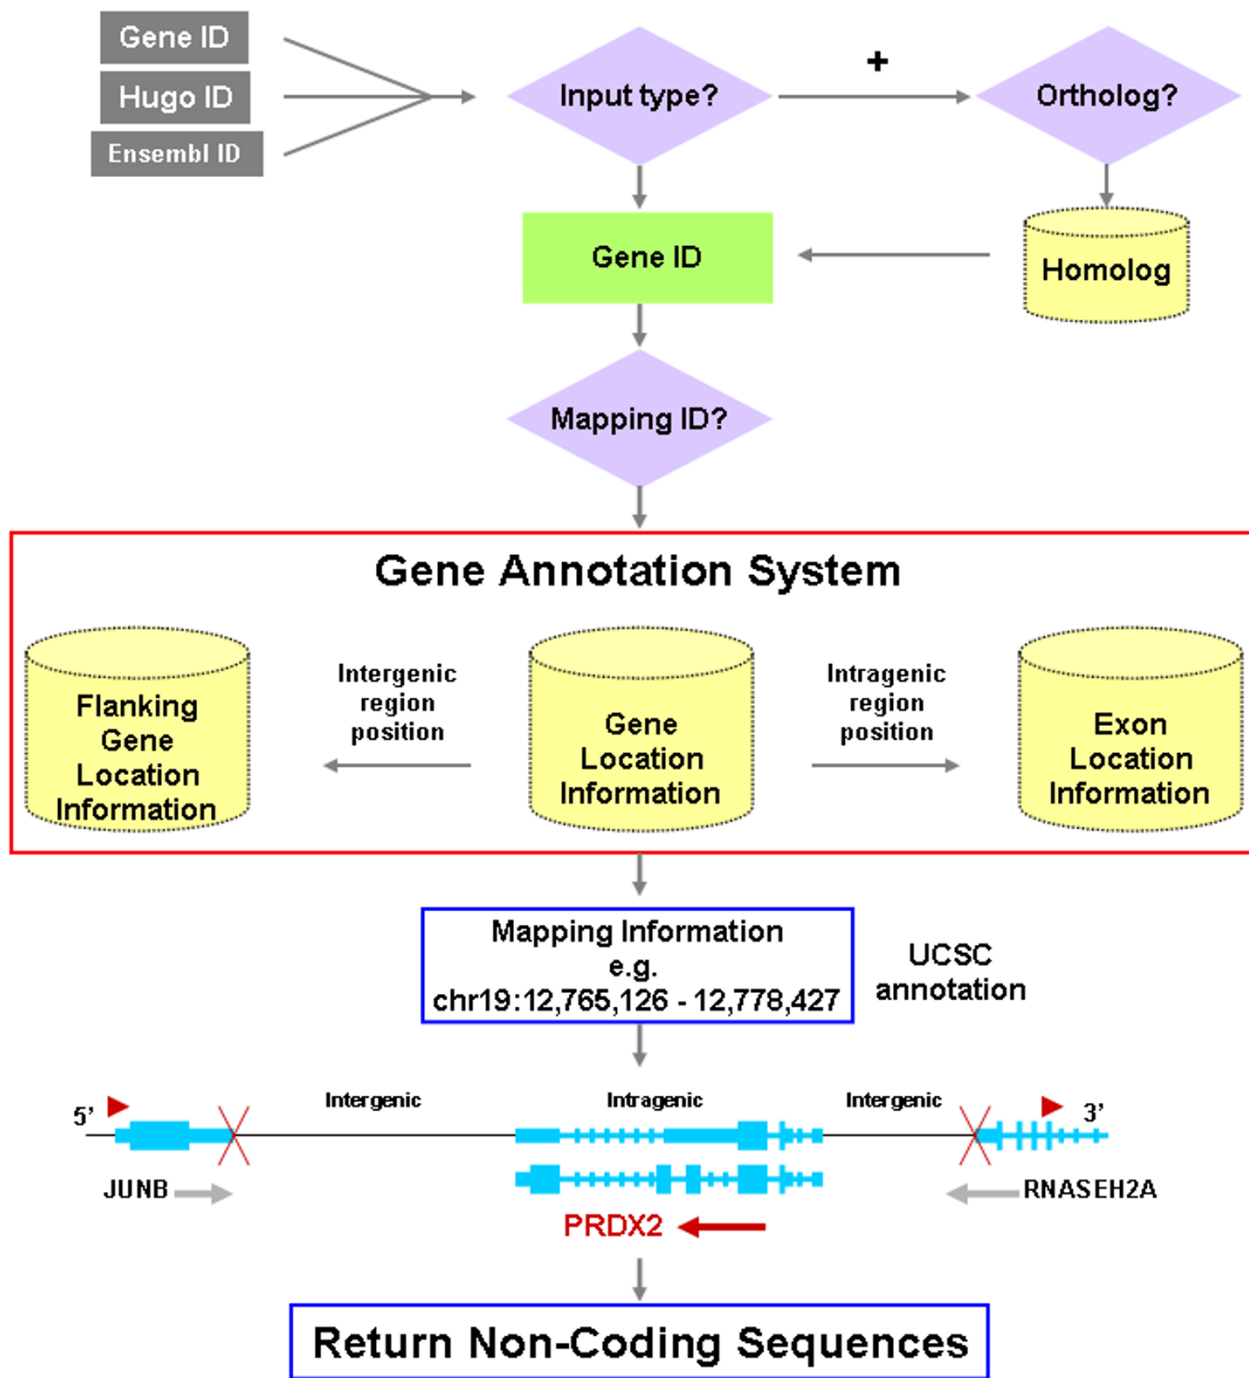 Gene ID
Hugo ID
Ensembl ID
Input type?
+
Ortholog?
Gene ID
Homolog
Mapping ID?
Gene Annotation System
Flanking
Gene
Location
Information
Intergenic
region
position
Gene
Location
Information
Intragenic
region
position
Exon
Location
Information
Mapping Information
e.g.
chr19:12,765,126 - 12,778,427
UCSC
annotation
5’
Intergenic
Intragenic
Intergenic
3’
JUNB
PRDX2
RNASEH2A
Return Non-Coding Sequences